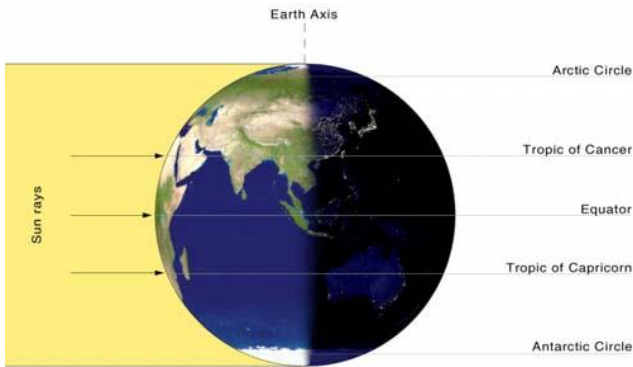 Earth Axis
Arctic Circle
Tropic of Cancer
Equator
Sun rays
Tropic of Capricorn
Antarctic Circle